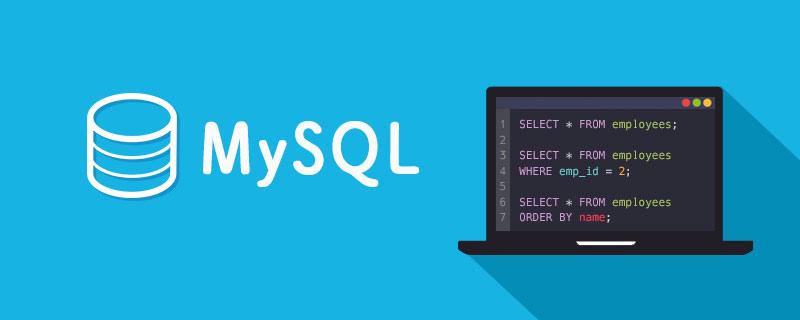 MySQL
1 SELECT * FROM employees;
2
3 SELECT * FROM employees
4 WHERE emp_id = 2;
5
6 SELECT * FROM employees
7 ORDER BY name;